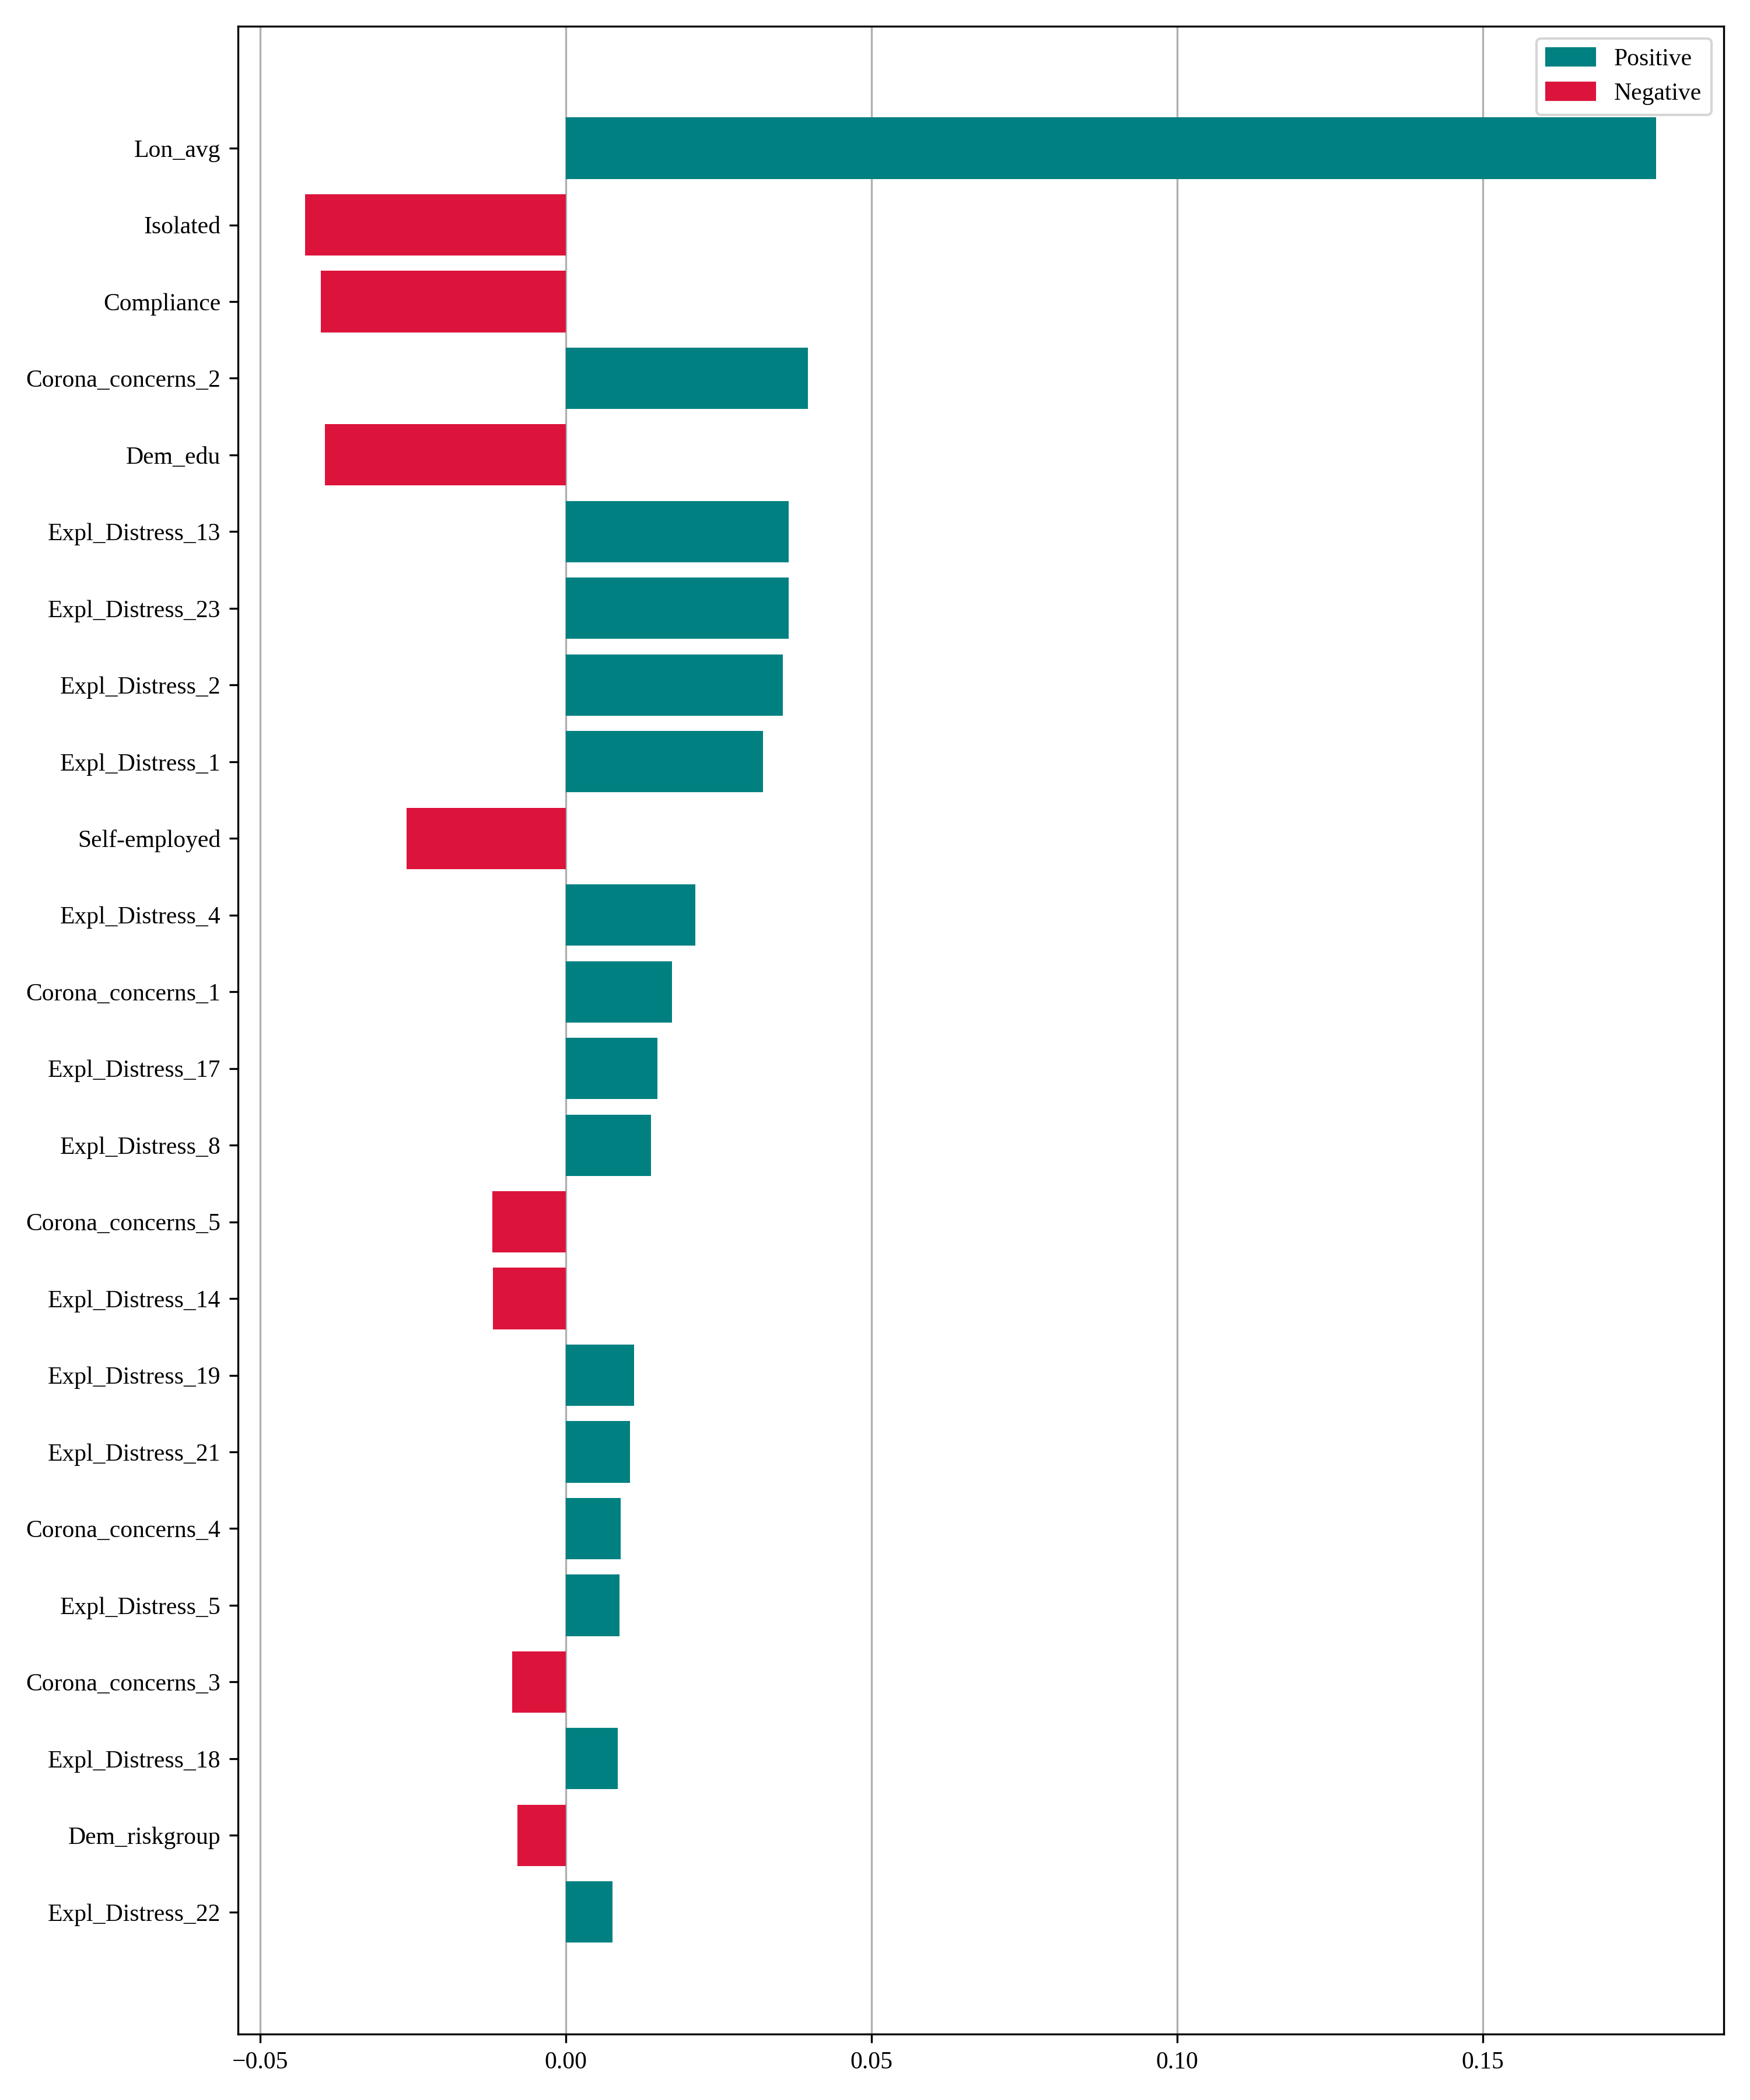 Positive
Negative
Lon_avg
Isolated
Compliance
Corona_concerns_2
Dem_edu
Expl_Distress_13
Expl_Distress_23
Expl_Distress_2
Expl_Distress_1
Self-employed
Expl_Distress_4
Corona_concerns_1
Expl_Distress_17
Expl_Distress_8
Corona_concerns_5
Expl_Distress_14
Expl_Distress_19
Expl_Distress_21
Corona_concerns_4
Expl_Distress_5
Corona_concerns_3
Expl_Distress_18
Dem_riskgroup
Expl_Distress_22
−0.05 0.00 0.05 0.10 0.15